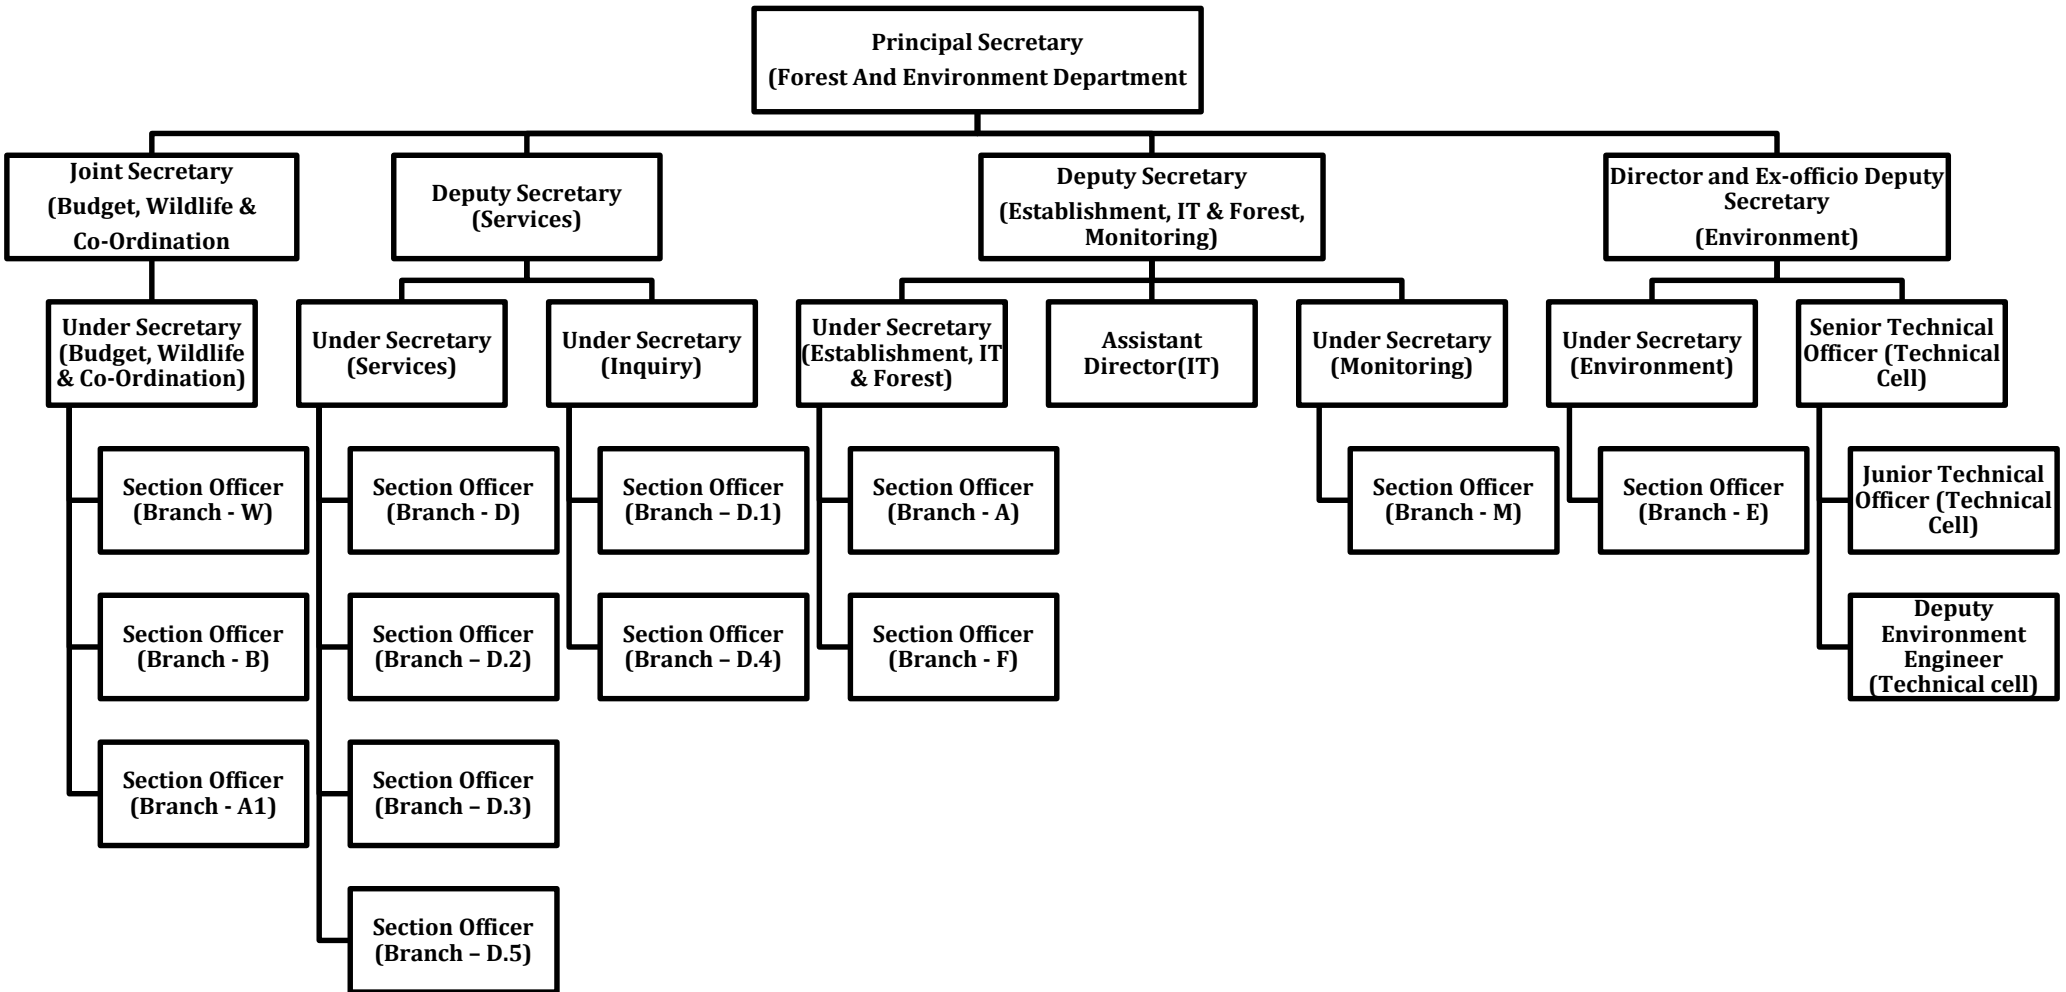 Principal Secretary
(Forest And Environment Department
Joint Secretary
(Budget, Wildlife &
Co-Ordination
Deputy Secretary
(Services)
Deputy Secretary
(Establishment, IT & Forest,
Monitoring)
Director and Ex-officio Deputy
Secretary
(Environment)
Under Secretary
(Budget, Wildlife
& Co-Ordination)
Under Secretary
(Services)
Under Secretary
(Inquiry)
Under Secretary
(Establishment, IT
& Forest)
Assistant
Director(IT)
Under Secretary
(Monitoring)
Under Secretary
(Environment)
Senior Technical
Officer (Technical
Cell)
Section Officer
(Branch - W)
Section Officer
(Branch - D)
Section Officer
(Branch – D.1)
Section Officer
(Branch - A)
Section Officer
(Branch - M)
Section Officer
(Branch - E)
Junior Technical
Officer (Technical
Cell)
Section Officer
(Branch - B)
Section Officer
(Branch – D.2)
Section Officer
(Branch – D.4)
Section Officer
(Branch - F)
Deputy
Environment
Engineer
(Technical cell)
Section Officer
(Branch - A1)
Section Officer
(Branch – D.3)
Section Officer
(Branch – D.5)